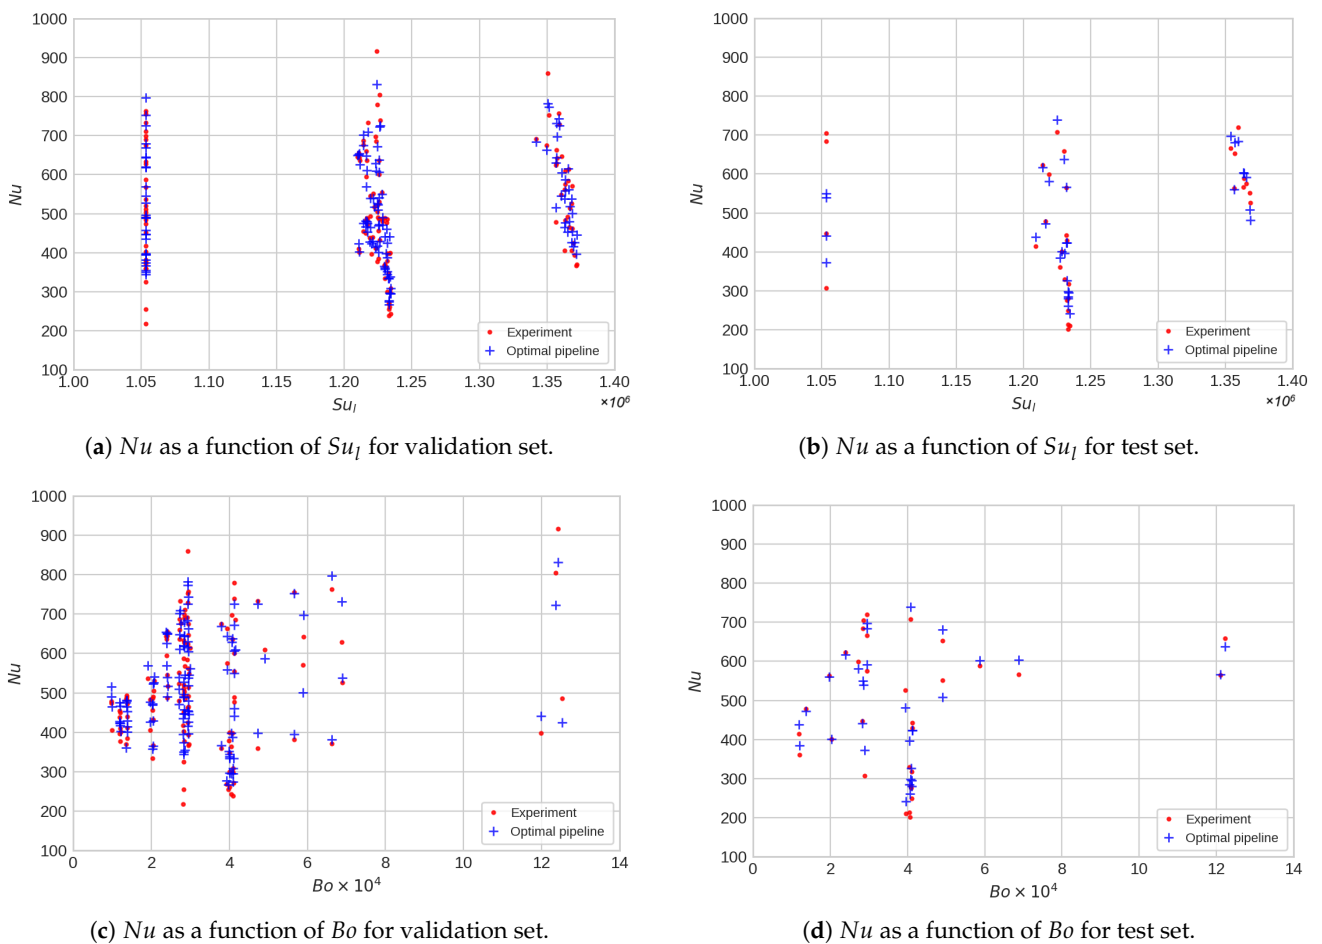 1000
900
800
700
600
500
400
300
200
100
Nu
1.00 1.05 1.10 1.15 1.20 1.25 1.30 1.35 1.40
Su_l
×10⁶
Experiment
Optimal pipeline
(a) Nu as a function of Su_l for validation set.
1000
900
800
700
600
500
400
300
200
100
Nu
1.00 1.05 1.10 1.15 1.20 1.25 1.30 1.35 1.40
Su_l
×10⁶
Experiment
Optimal pipeline
(b) Nu as a function of Su_l for test set.
1000
900
800
700
600
500
400
300
200
100
Nu
0 2 4 6 8 10 12 14
Bo × 10⁴
Experiment
Optimal pipeline
(c) Nu as a function of Bo for validation set.
1000
900
800
700
600
500
400
300
200
100
Nu
0 2 4 6 8 10 12 14
Bo × 10⁴
Experiment
Optimal pipeline
(d) Nu as a function of Bo for test set.